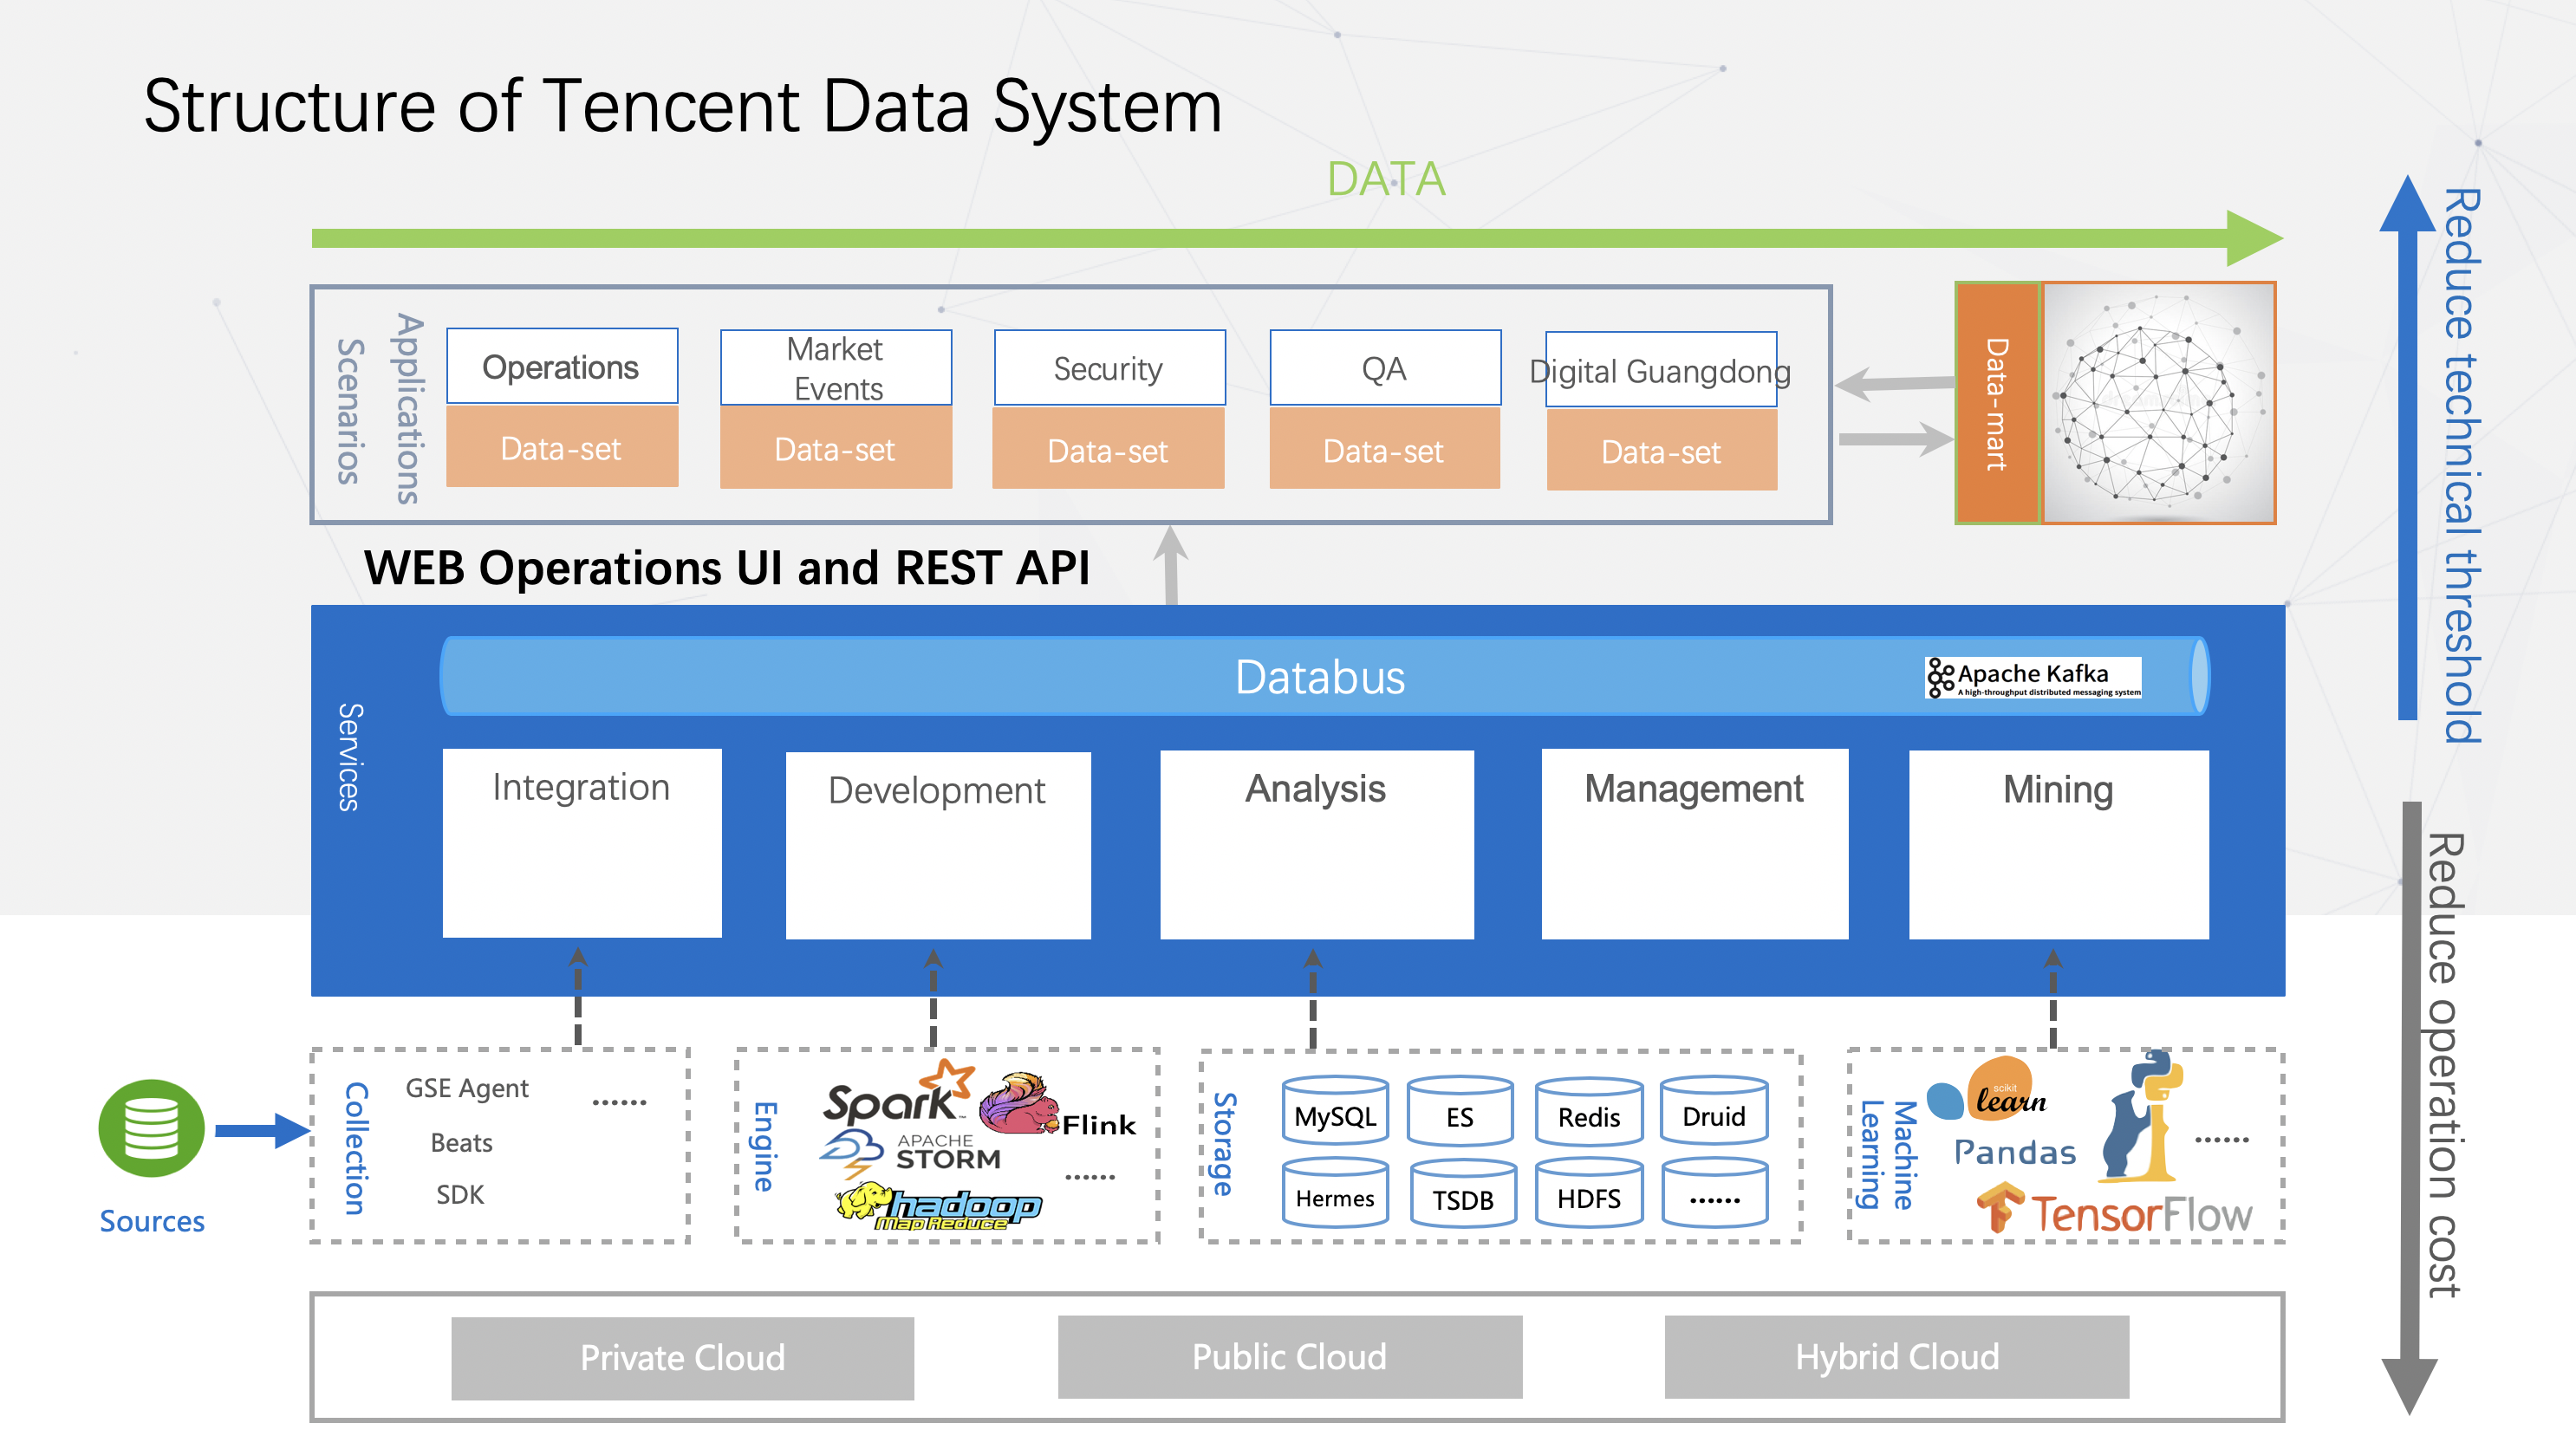 Structure of Tencent Data System
DATA
Reduce technical threshold
Applications
Scenarios
Operations
Data-set
Market
Events
Data-set
Security
Data-set
QA
Data-set
Digital Guangdong
Data-set
Data-mart
WEB Operations UI and REST API
Services
Databus
Apache Kafka
A high-throughput distributed messaging system
Integration
Development
Analysis
Management
Mining
Reduce operation cost
Sources
Collection
GSE Agent
......
Beats
SDK
Engine
Spark
Flink
APACHE
STORM
......
hadoop
Map Reduce
Storage
MySQL
ES
Redis
Druid
Hermes
TSDB
HDFS
......
Machine
Learning
scikit
learn
Pandas
......
TensorFlow
Private Cloud
Public Cloud
Hybrid Cloud